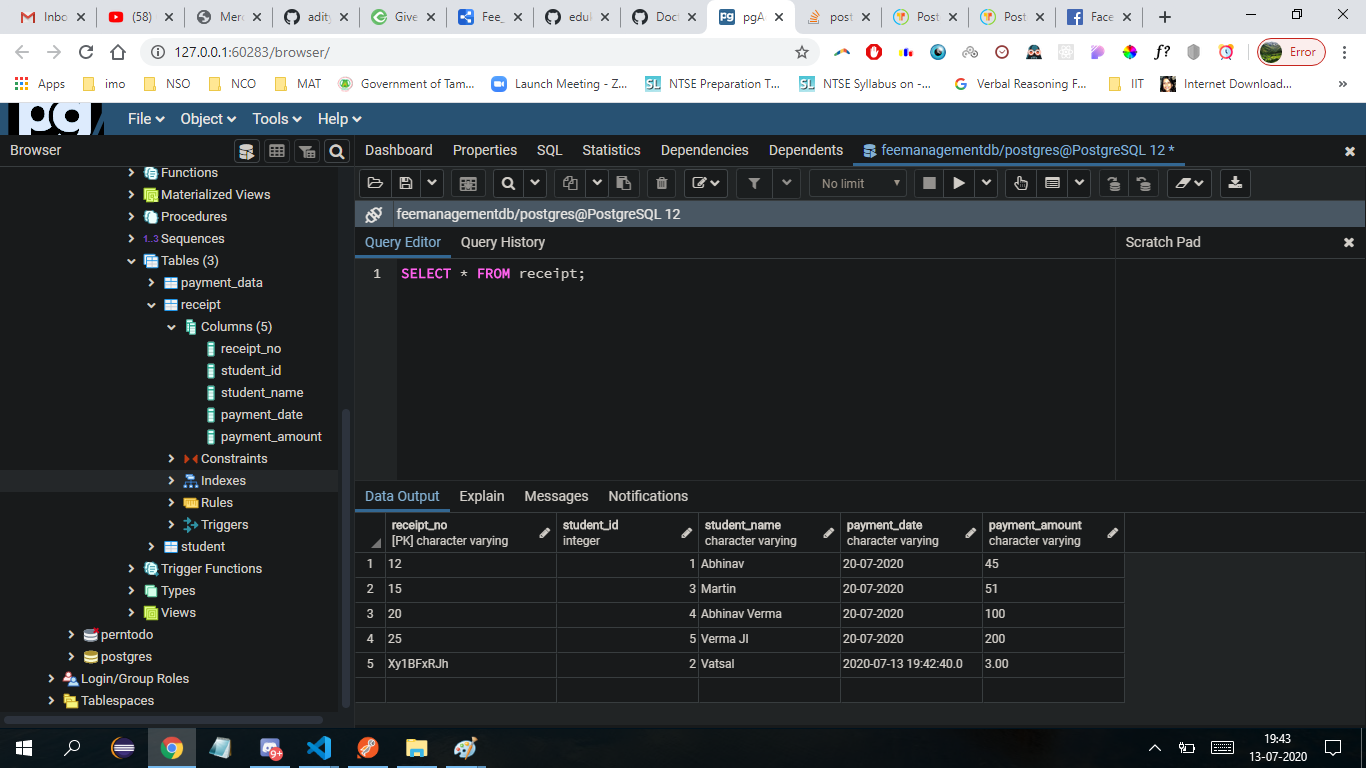 Inbo
(58)
Merc
adity
Give
Fee_
edul
Doct
pgA
post
Post
Post
Face
127.0.0.1:60283/browser/
f?
Error
Apps
imo
NSO
NCO
MAT
Government of Tam...
Launch Meeting - Z...
SL NTSE Preparation T...
SL NTSE Syllabus on -...
Verbal Reasoning F...
IIT
Internet Download...
»
pg
File Object Tools Help
Browser
Dashboard Properties SQL Statistics Dependencies Dependents feemanagementdb/postgres@PostgreSQL 12 *
No limit
feemanagementdb/postgres@PostgreSQL 12
Query Editor Query History
Scratch Pad
1 SELECT * FROM receipt;
Functions
Materialized Views
Procedures
1..3 Sequences
Tables (3)
payment_data
receipt
Columns (5)
receipt_no
student_id
student_name
payment_date
payment_amount
Constraints
Indexes
Rules
Triggers
student
Trigger Functions
Types
Views
perntodo
postgres
Login/Group Roles
Tablespaces
Data Output Explain Messages Notifications
receipt_no student_id student_name payment_date payment_amount
[PK] character varying integer character varying character varying character varying
1 12 1 Abhinav 20-07-2020 45
2 15 3 Martin 20-07-2020 51
3 20 4 Abhinav Verma 20-07-2020 100
4 25 5 Verma JI 20-07-2020 200
5 Xy1BFxRJh 2 Vatsal 2020-07-13 19:42:40.0 3.00
9+
19:43
13-07-2020